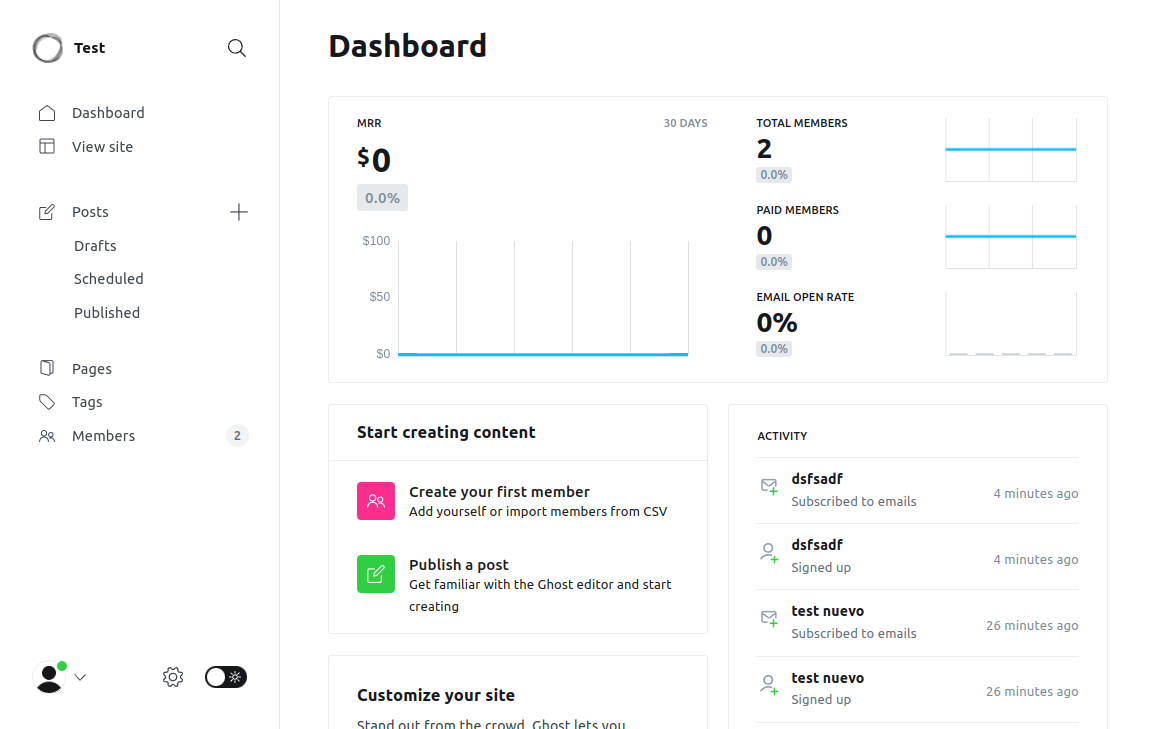 Test
Dashboard
View site
Posts
Drafts
Scheduled
Published
Pages
Tags
Members 2
Dashboard
MRR 30 DAYS
$0
0.0%
$100
$50
$0
TOTAL MEMBERS
2
0.0%
PAID MEMBERS
0
0.0%
EMAIL OPEN RATE
0%
0.0%
Start creating content
Create your first member
Add yourself or import members from CSV
Publish a post
Get familiar with the Ghost editor and start
creating
Customize your site
Stand out from the crowd. Ghost lets you
ACTIVITY
dsfsadf
Subscribed to emails
4 minutes ago
dsfsadf
Signed up
4 minutes ago
test nuevo
Subscribed to emails
26 minutes ago
test nuevo
Signed up
26 minutes ago